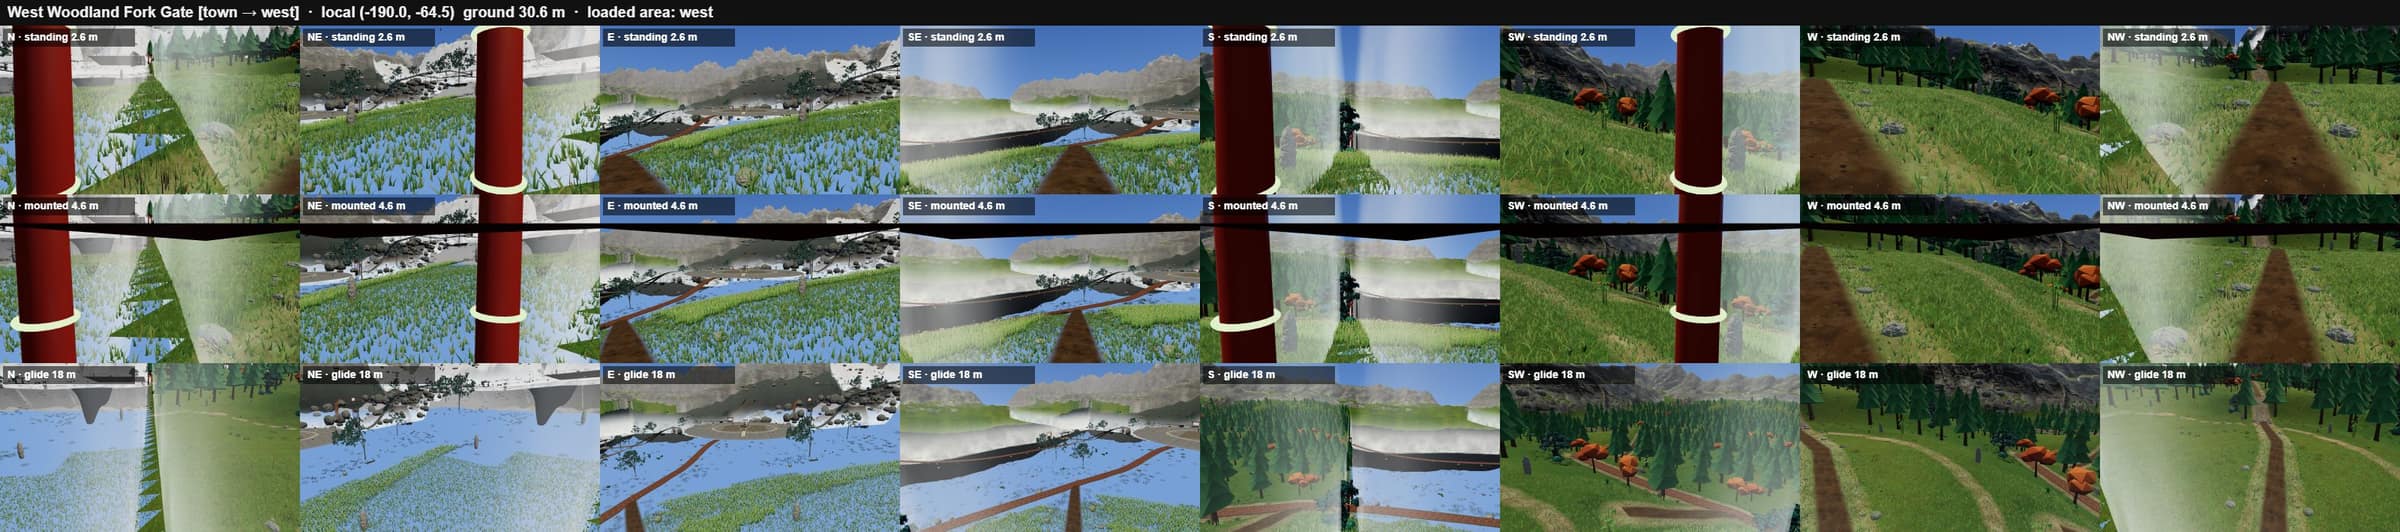 West Woodland Fork Gate [town → west]  ·  local (-190.0, -64.5)  ground 30.6 m  ·  loaded area: west
N · standing 2.6 m
NE · standing 2.6 m
E · standing 2.6 m
SE · standing 2.6 m
S · standing 2.6 m
SW · standing 2.6 m
W · standing 2.6 m
NW · standing 2.6 m
N · mounted 4.6 m
NE · mounted 4.6 m
E · mounted 4.6 m
SE · mounted 4.6 m
S · mounted 4.6 m
SW · mounted 4.6 m
W · mounted 4.6 m
NW · mounted 4.6 m
N · glide 18 m
NE · glide 18 m
E · glide 18 m
SE · glide 18 m
S · glide 18 m
SW · glide 18 m
W · glide 18 m
NW · glide 18 m